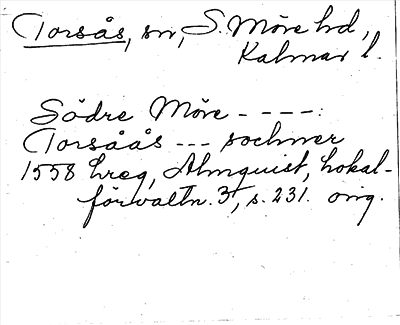 Torsås, sn, S. Möre hd,
Kalmar l.
Södre Möre - - - -:
Torsåås - - - sochner
1558 hreg, Almquist, lokal-
förvaltn. 3, s. 231. orig.